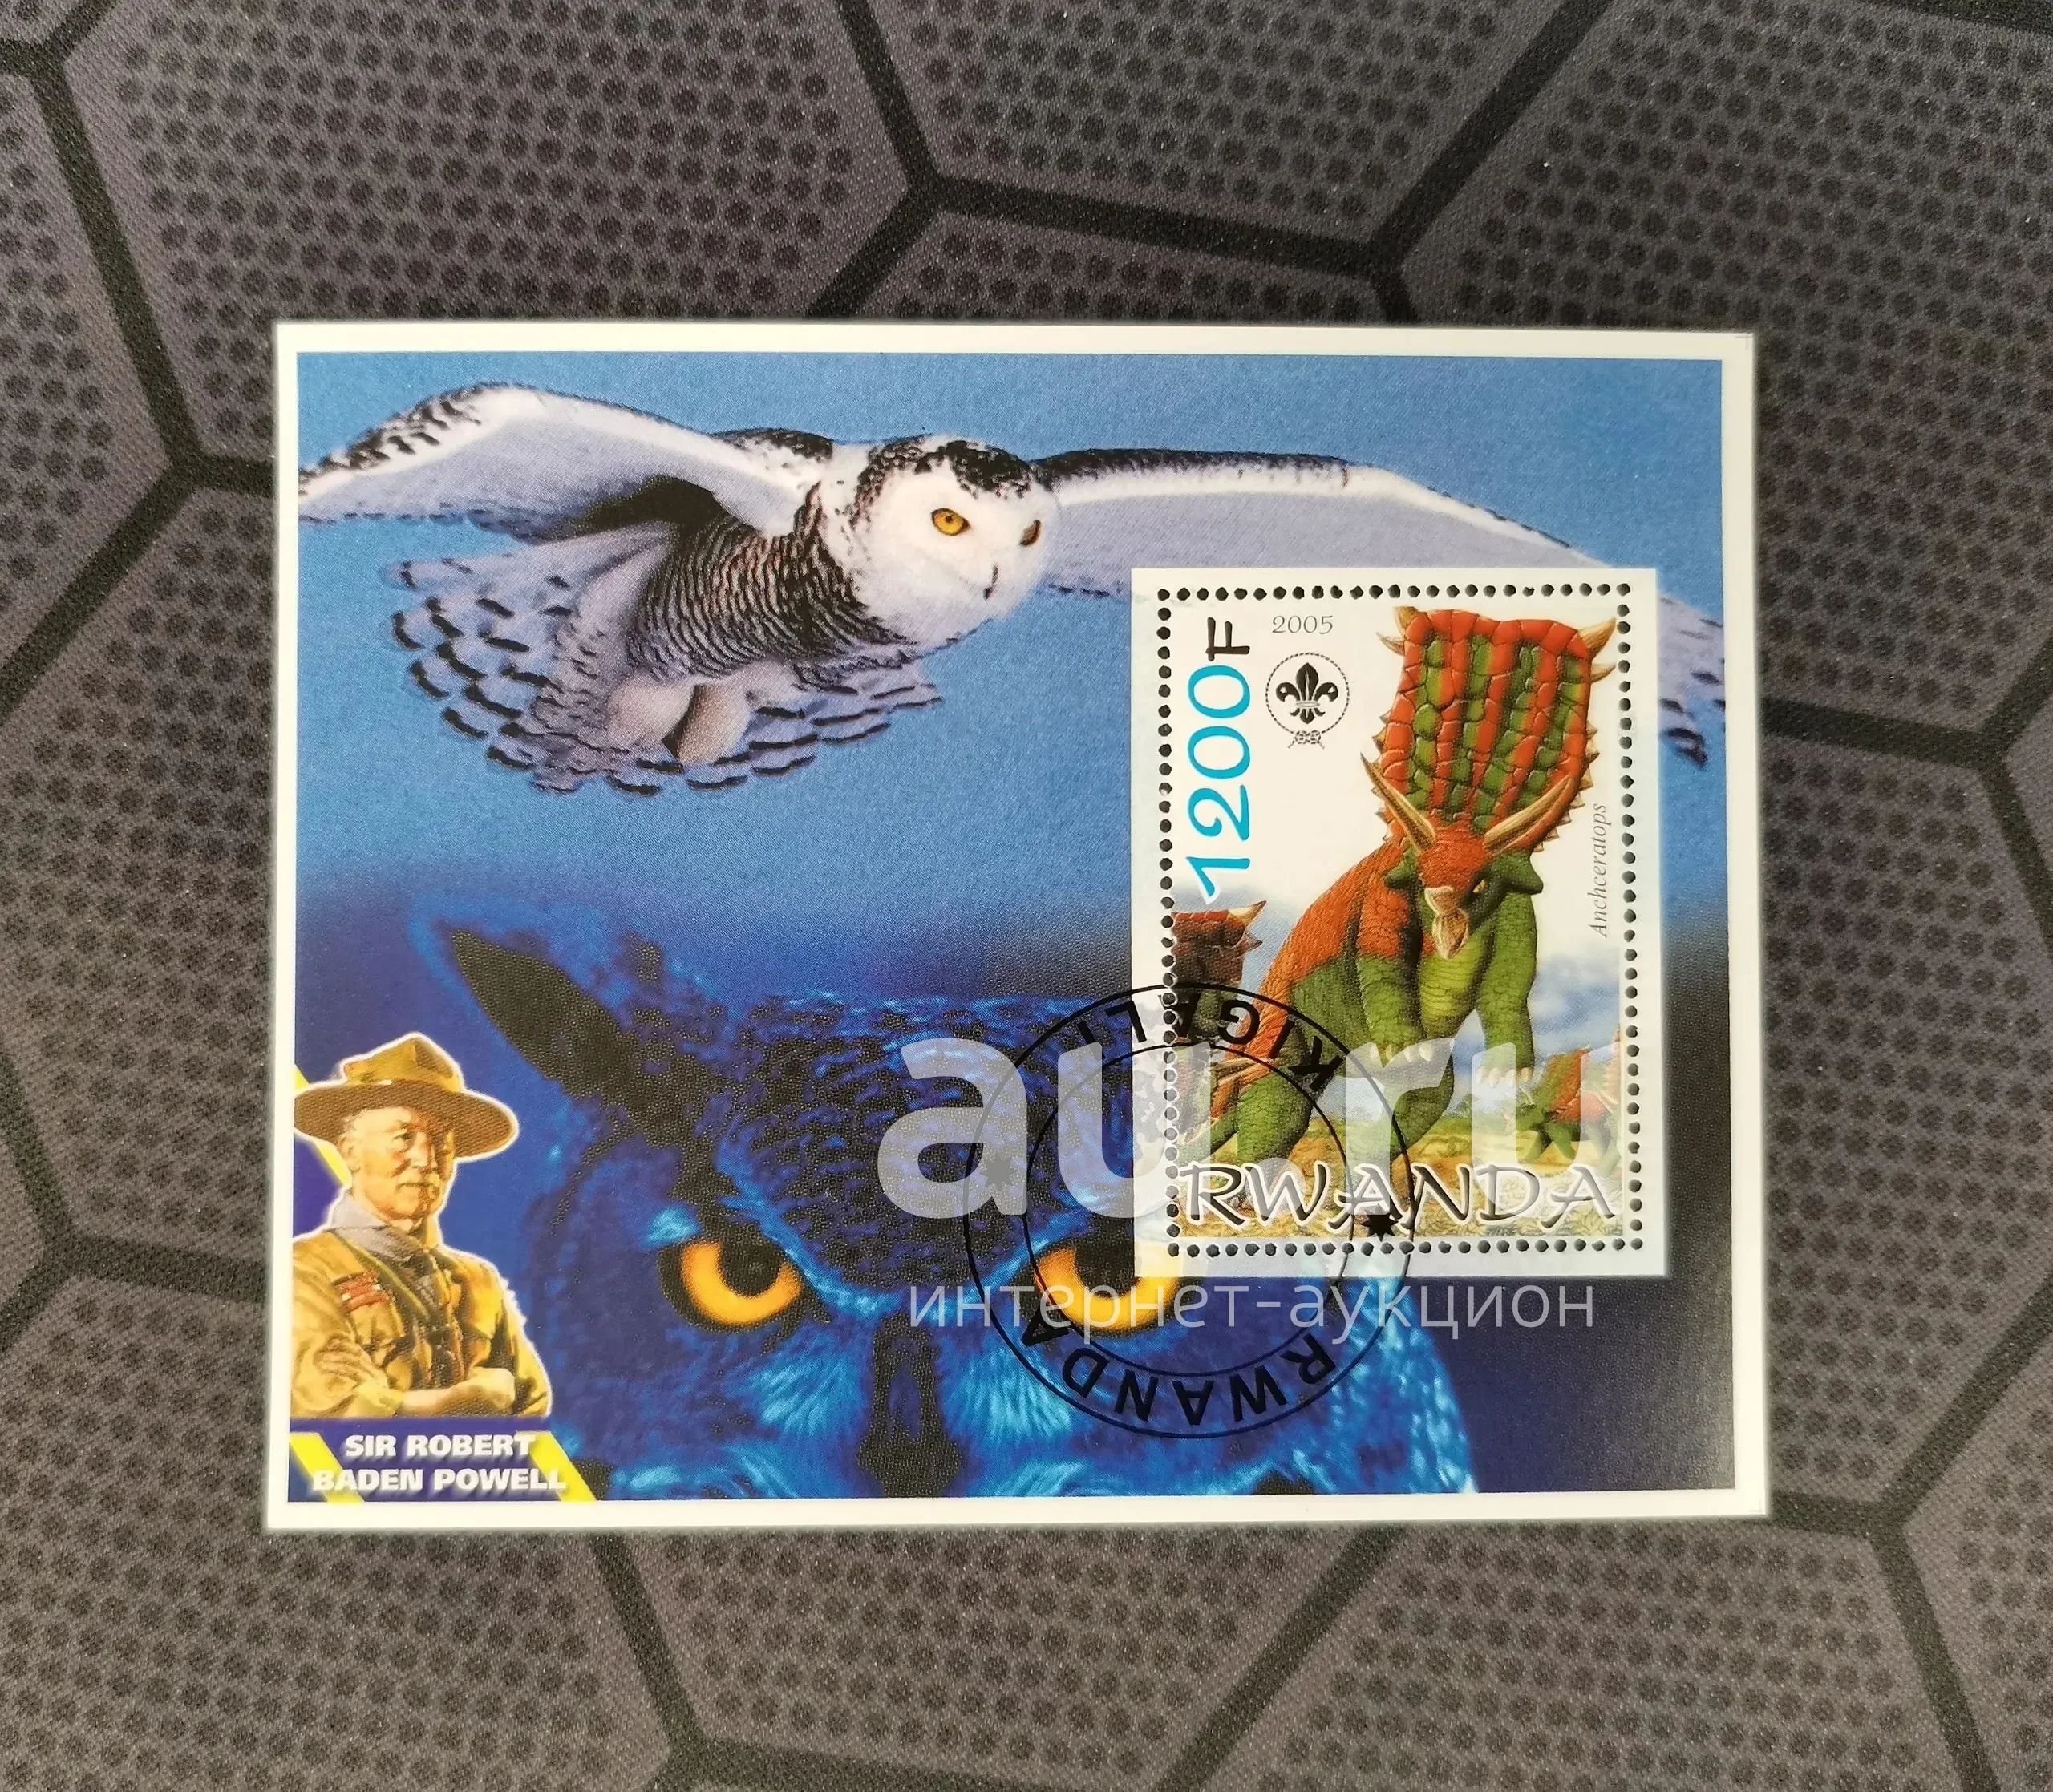 1200F
2005
Anchceratops
RWANDA
KIGALI
RWANDA
SIR ROBERT
BADEN POWELL
au.ru
интернет-аукцион